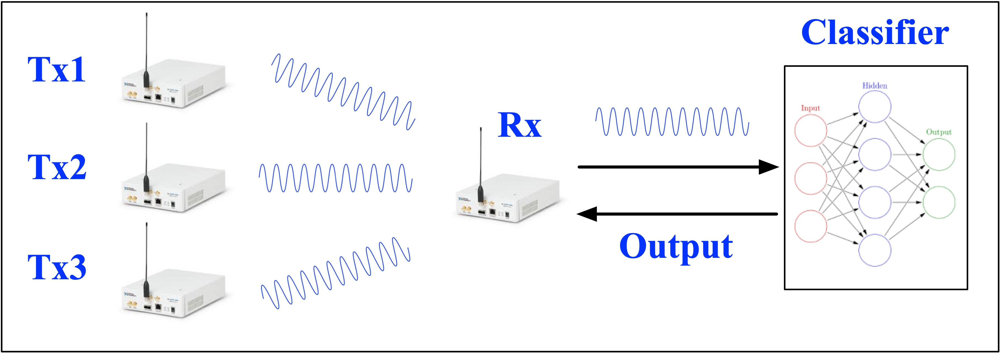 Classifier
Tx1
Hidden
Input
Rx
Output
Tx2
Output
Tx3